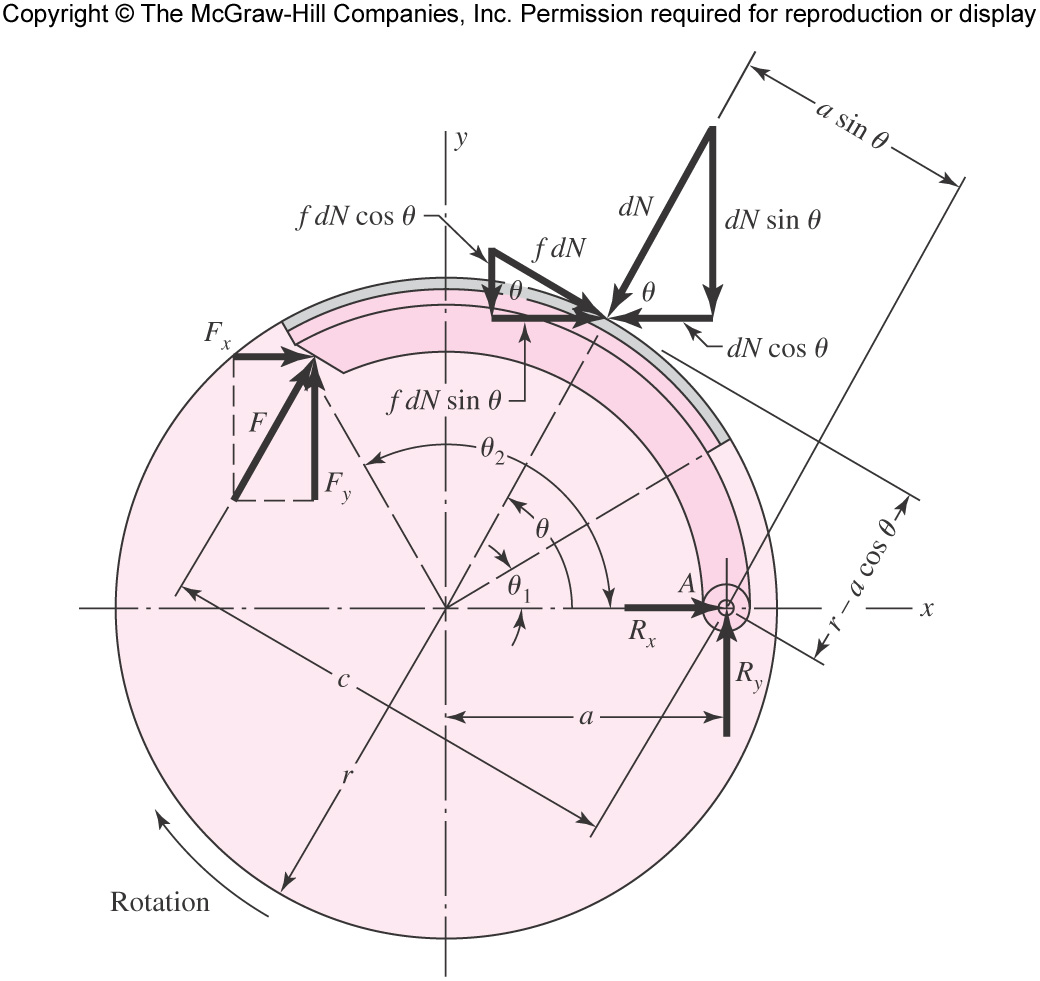 Copyright © The McGraw-Hill Companies, Inc. Permission required for reproduction or display
a sin θ
y
f dN cos θ
dN
dN sin θ
f dN
θ
θ
F_x
dN cos θ
f dN sin θ
F
θ_2
F_y
θ
r – a cos θ
θ_1
A
x
R_x
R_y
c
a
r
Rotation